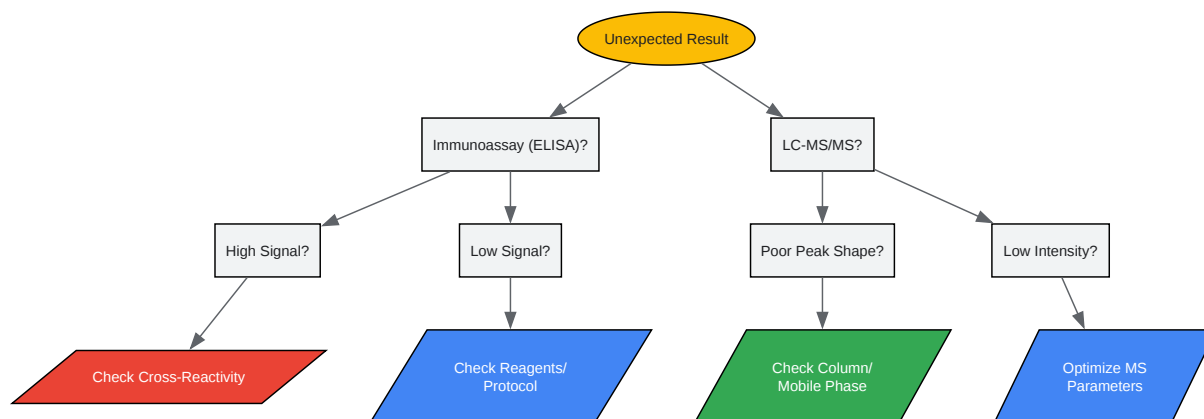 Unexpected Result
Immunoassay (ELISA)?
LC-MS/MS?
High Signal?
Low Signal?
Poor Peak Shape?
Low Intensity?
Check Cross-Reactivity
Check Reagents/
Protocol
Check Column/
Mobile Phase
Optimize MS
Parameters